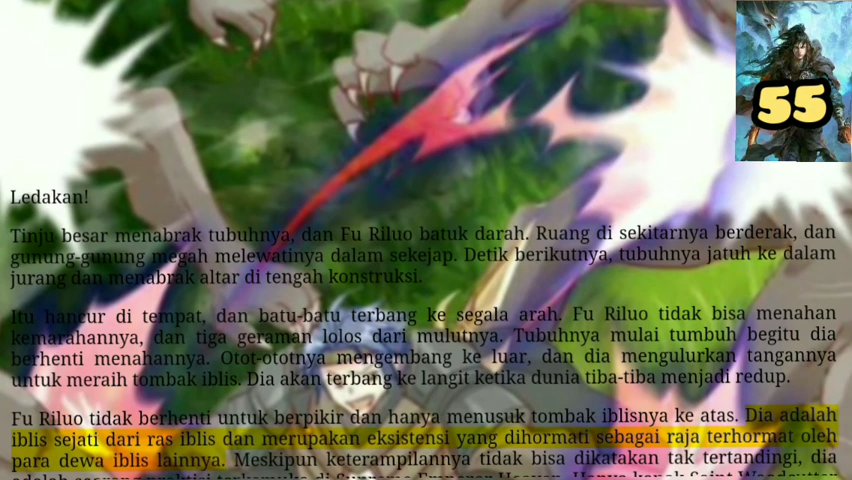 55
Ledakan!
Tinju besar menabrak tubuhnya, dan Fu Riluo batuk darah. Ruang di sekitarnya berderak, dan
gunung-gunung megah melewatinya dalam sekejap. Detik berikutnya, tubuhnya jatuh ke dalam
jurang dan menabrak altar di tengah konstruksi.
Itu hancur di tempat, dan batu-batu terbang ke segala arah. Fu Riluo tidak bisa menahan
kemarahannya, dan tiga geraman lolos dari mulutnya. Tubuhnya mulai tumbuh begitu dia
berhenti menahannya. Otot-ototnya mengembang ke luar, dan dia mengulurkan tangannya
untuk meraih tombak iblis. Dia akan terbang ke langit ketika dunia tiba-tiba menjadi redup.
Fu Riluo tidak berhenti untuk berpikir dan hanya menusuk tombak iblisnya ke atas. Dia adalah
iblis sejati dari ras iblis dan merupakan eksistensi yang dihormati sebagai raja terhormat oleh
para dewa iblis lainnya. Meskipun keterampilannya tidak bisa dikatakan tak tertandingi, dia